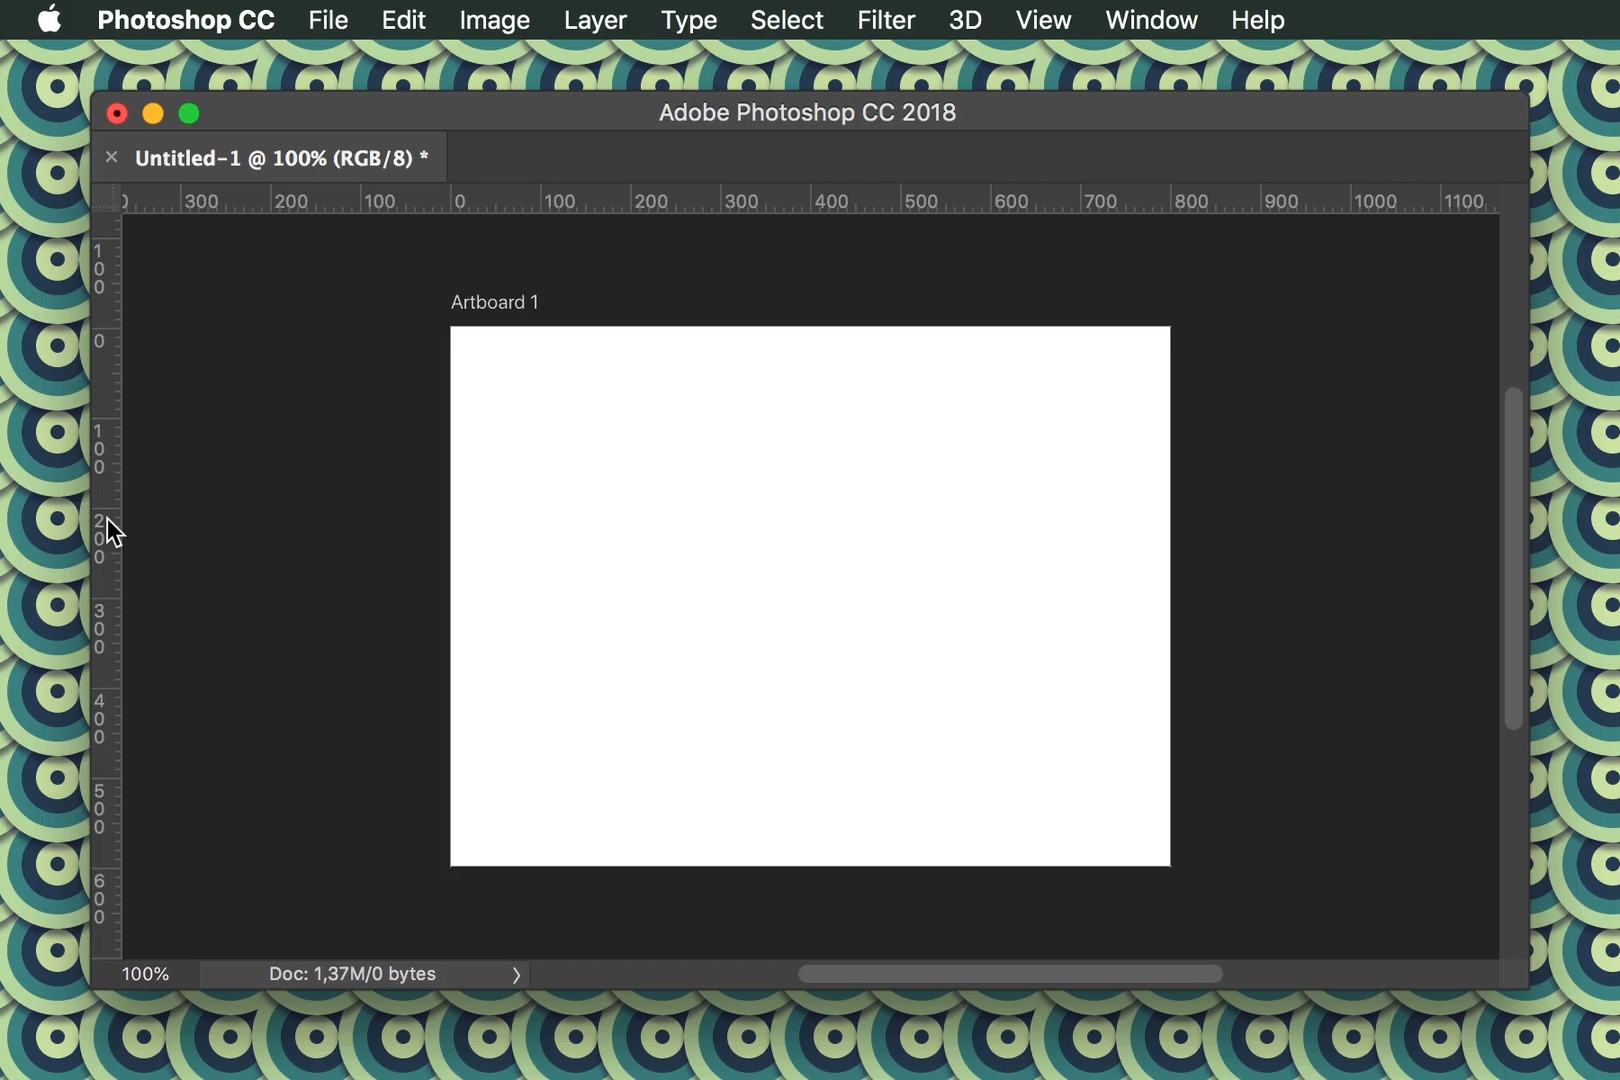 Photoshop CC File Edit Image Layer Type Select Filter 3D View Window Help
Adobe Photoshop CC 2018
× Untitled-1 @ 100% (RGB/8) *
300 200 100 0 100 200 300 400 500 600 700 800 900 1000 1100
100
0
100
200
300
400
500
600
Artboard 1
100% Doc: 1,37M/0 bytes >